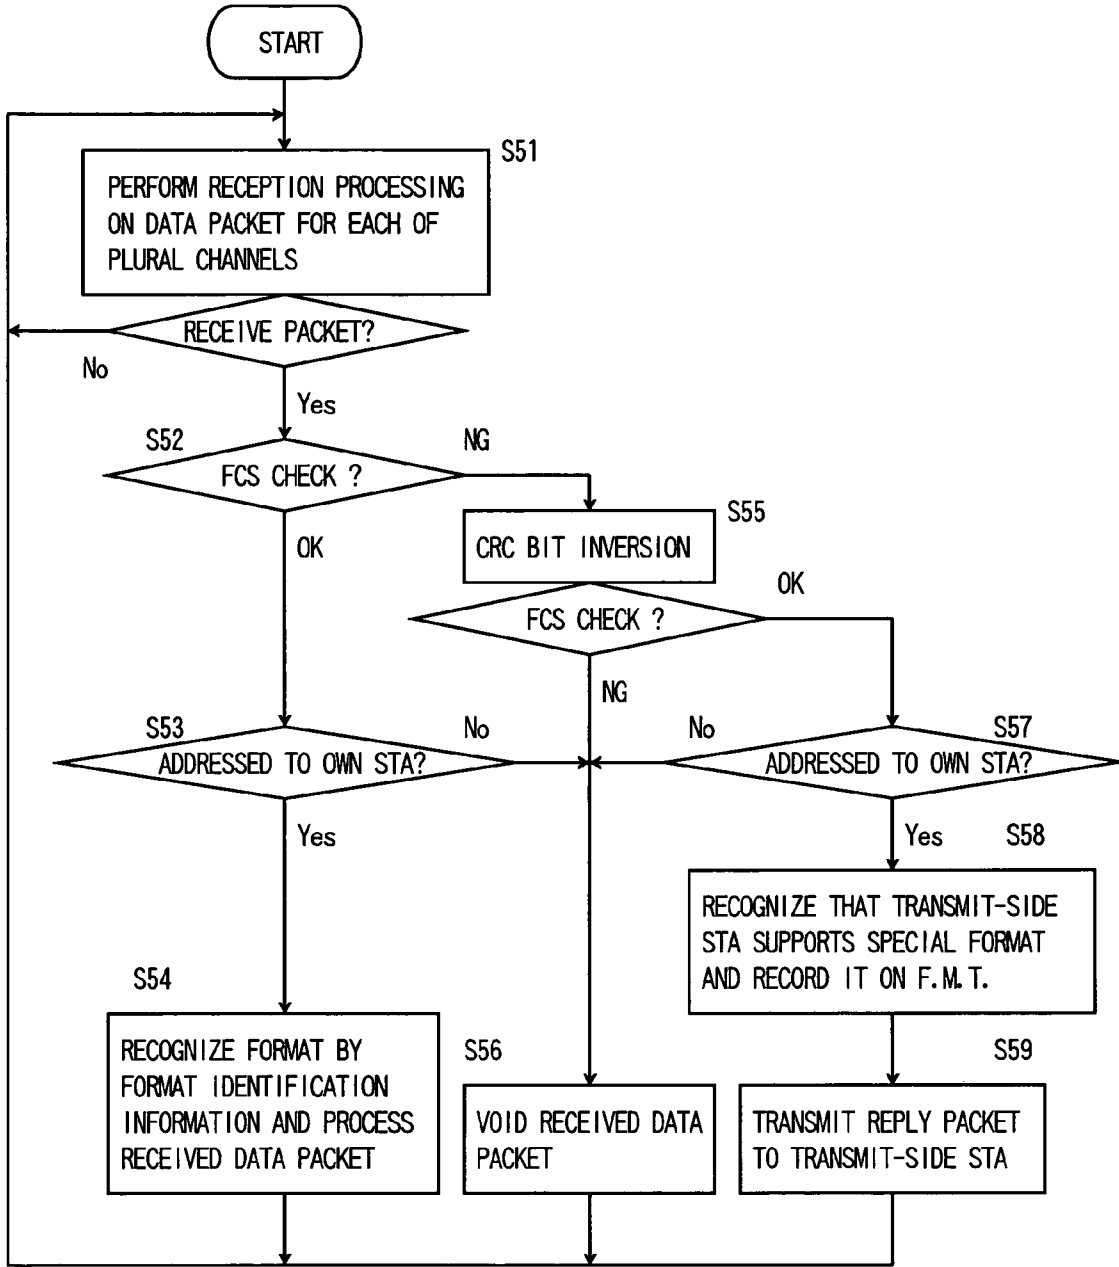 START
S51
PERFORM RECEPTION PROCESSING
ON DATA PACKET FOR EACH OF
PLURAL CHANNELS
RECEIVE PACKET?
No
Yes
S52
NG
FCS CHECK ?
S55
OK
CRC BIT INVERSION
OK
FCS CHECK ?
NG
S53
No
No
S57
ADDRESSED TO OWN STA?
ADDRESSED TO OWN STA?
Yes
Yes
S58
RECOGNIZE THAT TRANSMIT-SIDE
STA SUPPORTS SPECIAL FORMAT
AND RECORD IT ON F.M.T.
S54
RECOGNIZE FORMAT BY
FORMAT IDENTIFICATION
INFORMATION AND PROCESS
RECEIVED DATA PACKET
S56
VOID RECEIVED DATA
PACKET
S59
TRANSMIT REPLY PACKET
TO TRANSMIT-SIDE STA